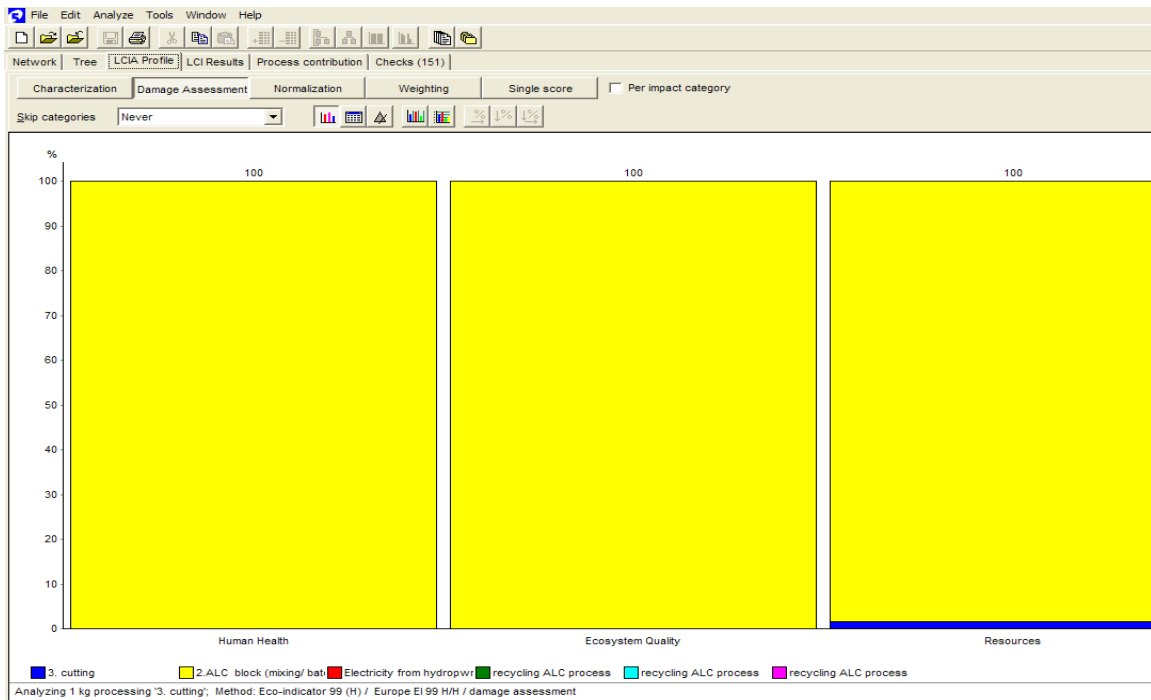 File Edit Analyze Tools Window Help
Network Tree LCIA Profile LCI Results Process contribution Checks (151)
Characterization Damage Assessment Normalization Weighting Single score Per impact category
Skip categories Never
%
100 100 100
100
90
80
70
60
50
40
30
20
10
0
Human Health Ecosystem Quality Resources
3. cutting 2.ALC block (mixing/ bat Electricity from hydropwr recycling ALC process recycling ALC process recycling ALC process
Analyzing 1 kg processing '3. cutting'; Method: Eco-indicator 99 (H) / Europe EI 99 H/H / damage assessment